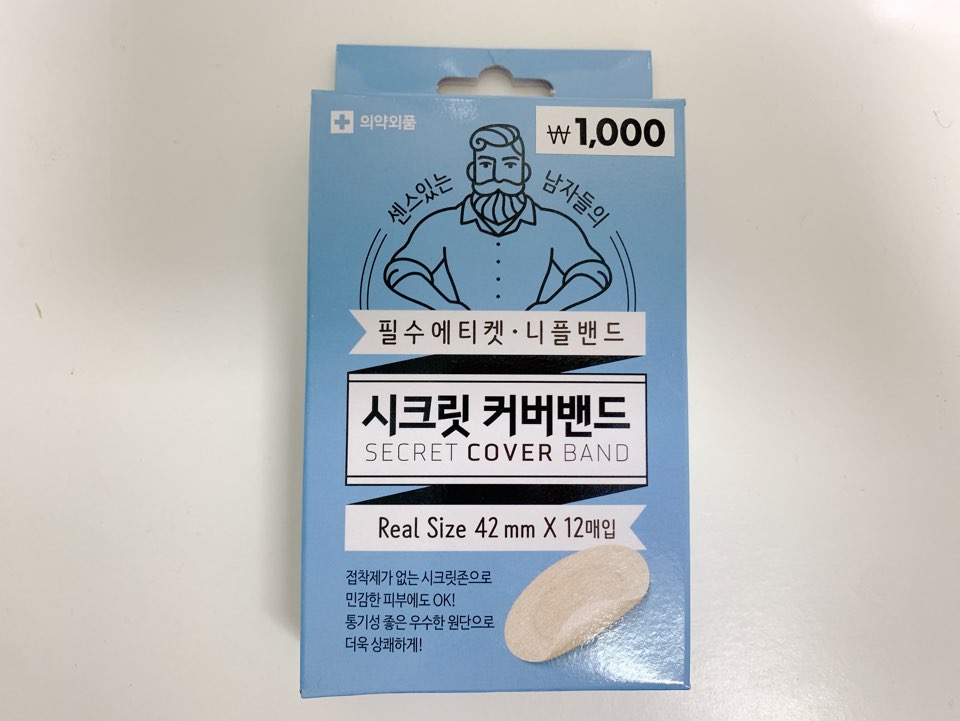 의약외품
₩1,000
센스있는 남자들의
필수에티켓·니플밴드
시크릿 커버밴드
SECRET COVER BAND
Real Size 42mm X 12매입
접착제가 없는 시크릿존으로
민감한 피부에도 OK!
통기성 좋은 우수한 원단으로
더욱 상쾌하게!